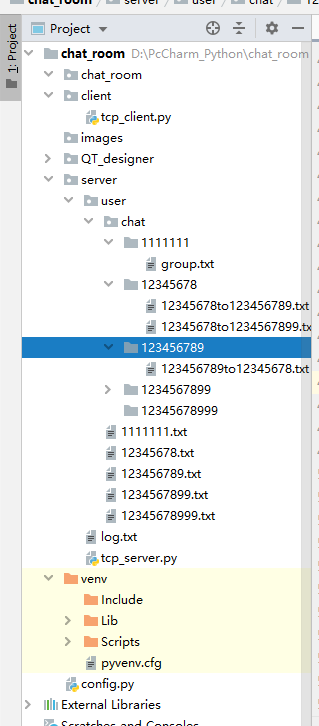 chat_room server user chat
1: Project
Project
chat_room D:\PcCharm_Python\chat_room
chat_room
client
tcp_client.py
images
QT_designer
server
user
chat
1111111
group.txt
12345678
12345678to123456789.txt
12345678to1234567899.tx
123456789
123456789to12345678.txt
1234567899
12345678999
1111111.txt
12345678.txt
123456789.txt
1234567899.txt
12345678999.txt
log.txt
tcp_server.py
venv
Include
Lib
Scripts
pyvenv.cfg
config.py
External Libraries
Scratches and Consoles